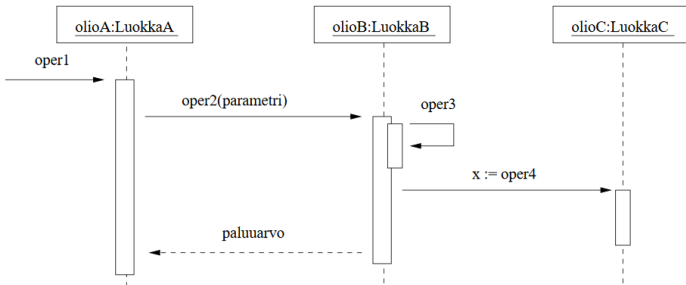 olioA:LuokkaA
olioB:LuokkaB
olioC:LuokkaC
oper1
oper2(parametri)
oper3
x := oper4
paluuarvo